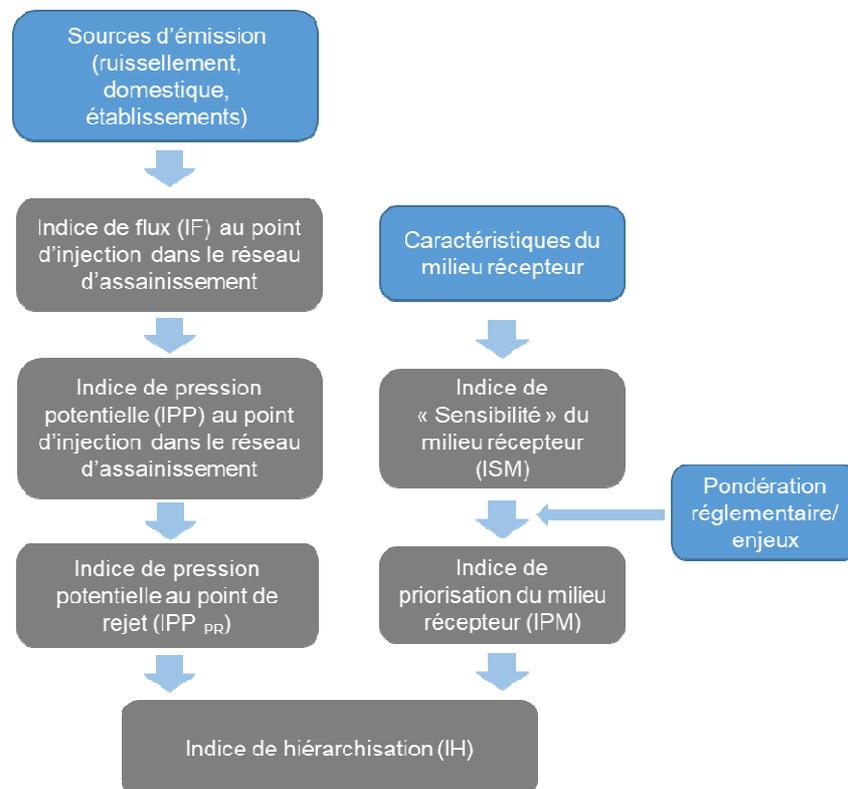 Sources d'émission
(ruissellement,
domestique,
établissements)
Indice de flux (IF) au point
d'injection dans le réseau
d'assainissement
Caractéristiques du
milieu récepteur
Indice de pression
potentielle (IPP) au point
d'injection dans le réseau
d'assainissement
Indice de
« Sensibilité » du
milieu récepteur
(ISM)
Pondération
réglementaire/
enjeux
Indice de pression
potentielle au point de
rejet (IPP PR)
Indice de
priorisation du milieu
récepteur (IPM)
Indice de hiérarchisation (IH)